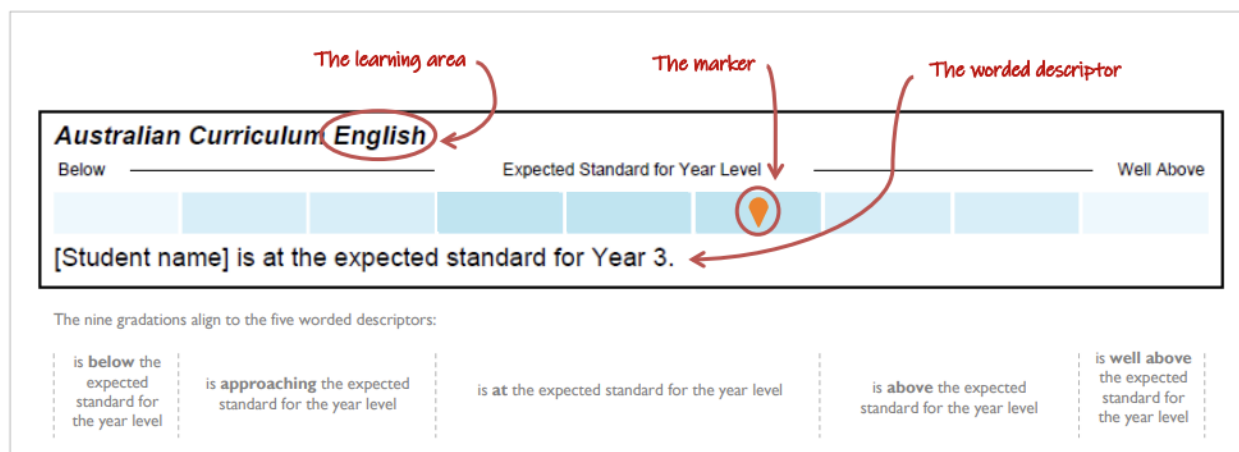 The learning area
The marker
The worded descriptor
Australian Curriculum English
Below Expected Standard for Year Level Well Above
[Student name] is at the expected standard for Year 3.
The nine gradations align to the five worded descriptors:
is below the
expected
standard for
the year level
is approaching the expected
standard for the year level
is at the expected standard for the year level
is above the expected
standard for the year level
is well above
the expected
standard for
the year level